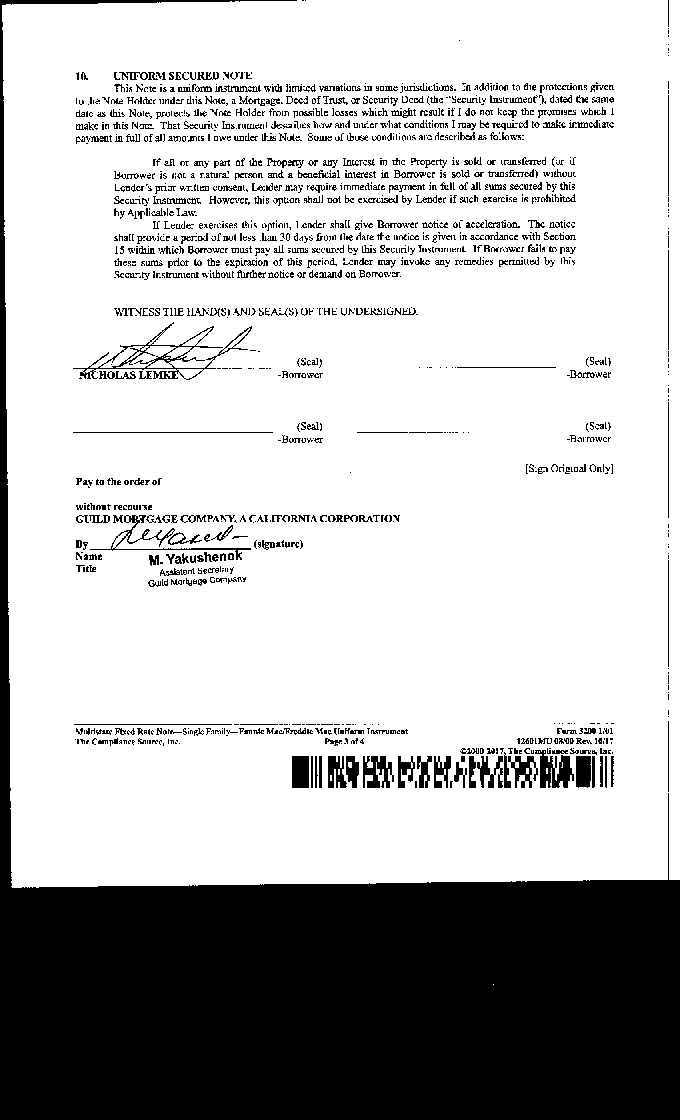 10. UNIFORM SECURED NOTE
This Note is a uniform instrument with limited variations in some jurisdictions. In addition to the protections given
to the Note Holder under this Note, a Mortgage, Deed of Trust, or Security Deed (the “Security Instrument”), dated the same
date as this Note, protects the Note Holder from possible losses which might result if I do not keep the promises which I
make in this Note. That Security Instrument describes how and under what conditions I may be required to make immediate
payment in full of all amounts I owe under this Note. Some of those conditions are described as follows:
If all or any part of the Property or any Interest in the Property is sold or transferred (or if
Borrower is not a natural person and a beneficial interest in Borrower is sold or transferred) without
Lender’s prior written consent, Lender may require immediate payment in full of all sums secured by this
Security Instrument. However, this option shall not be exercised by Lender if such exercise is prohibited
by Applicable Law.
If Lender exercises this option, Lender shall give Borrower notice of acceleration. The notice
shall provide a period of not less than 30 days from the date the notice is given in accordance with Section
15 within which Borrower must pay all sums secured by this Security Instrument. If Borrower fails to pay
these sums prior to the expiration of this period, Lender may invoke any remedies permitted by this
Security Instrument without further notice or demand on Borrower.
WITNESS THE HAND(S) AND SEAL(S) OF THE UNDERSIGNED.
(Seal) (Seal)
NICHOLAS LEMKE -Borrower -Borrower
(Seal) (Seal)
-Borrower -Borrower
[Sign Original Only]
Pay to the order of
without recourse
GUILD MORTGAGE COMPANY, A CALIFORNIA CORPORATION
By (signature)
Name M. Yakushenok
Title Assistant Secretary
Guild Mortgage Company
Multistate Fixed Rate Note—Single Family—Fannie Mae/Freddie Mac Uniform Instrument Form 3200 1/01
The Compliance Source, Inc. Page 3 of 4 12601MU 08/00 Rev. 10/17
©2000-2017, The Compliance Source, Inc.